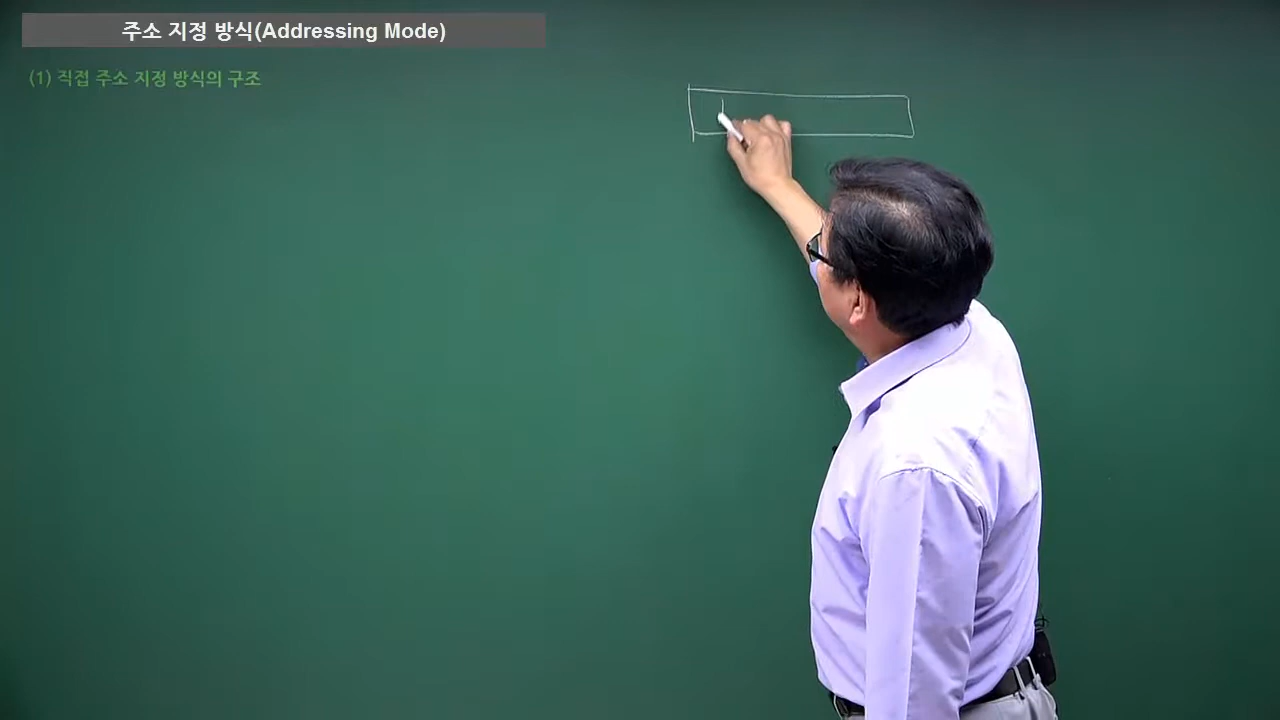 주소 지정 방식(Addressing Mode)
(1) 직접 주소 지정 방식의 구조